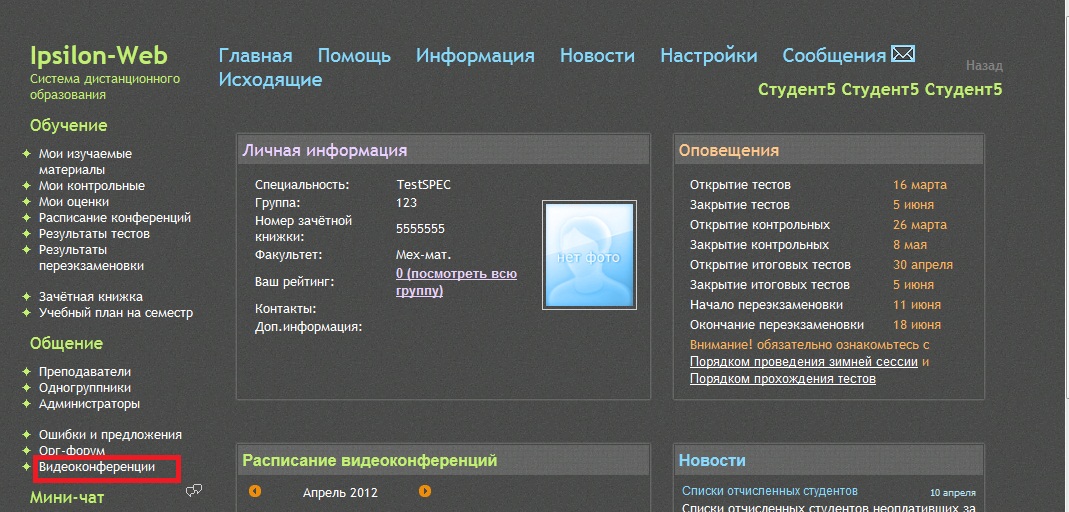 Ipsilon-Web
Система дистанционного
образования
Главная Помощь Информация Новости Настройки Сообщения
Исходящие
Назад
Студент5 Студент5 Студент5
Обучение
Мои изучаемые
материалы
Мои контрольные
Мои оценки
Расписание конференций
Результаты тестов
Результаты
переэкзаменовки
Зачётная книжка
Учебный план на семестр
Общение
Преподаватели
Одногруппники
Администраторы
Ошибки и предложения
Орг-форум
Видеоконференции
Мини-чат
Личная информация
Специальность: TestSPEC
Группа: 123
Номер зачётной
книжки: 5555555
Факультет: Мех-мат.
Ваш рейтинг: 0 (посмотреть всю
группу)
Контакты:
Доп.информация:
нет фото
Оповещения
Открытие тестов 16 марта
Закрытие тестов 5 июня
Открытие контрольных 26 марта
Закрытие контрольных 8 мая
Открытие итоговых тестов 30 апреля
Закрытие итоговых тестов 5 июня
Начало переэкзаменовки 11 июня
Окончание переэкзаменовки 18 июня
Внимание! обязательно ознакомьтесь с
Порядком проведения зимней сессии и
Порядком прохождения тестов
Расписание видеоконференций
Апрель 2012
Новости
Списки отчисленных студентов 10 апреля
Списки отчисленных студентов неоплативших за